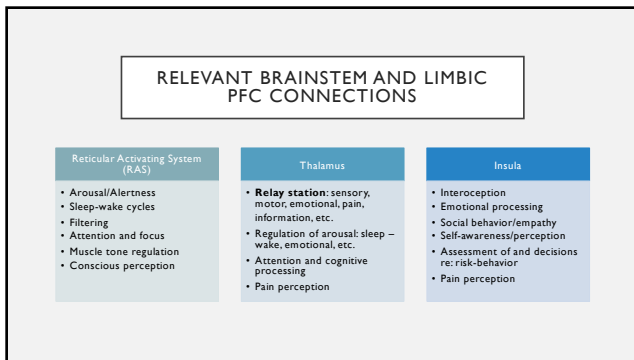 RELEVANT BRAINSTEM AND LIMBIC
PFC CONNECTIONS
Reticular Activating System
(RAS)
• Arousal/Alertness
• Sleep-wake cycles
• Filtering
• Attention and focus
• Muscle tone regulation
• Conscious perception
Thalamus
• Relay station: sensory,
motor, emotional, pain,
information, etc.
• Regulation of arousal: sleep –
wake, emotional, etc.
• Attention and cognitive
processing
• Pain perception
Insula
• Interoception
• Emotional processing
• Social behavior/empathy
• Self-awareness/perception
• Assessment of and decisions
re: risk-behavior
• Pain perception